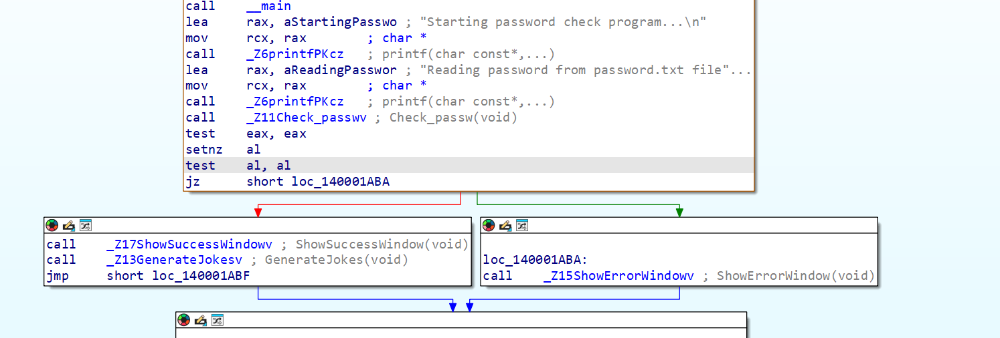 call __main
lea rax, aStartingPasswo ; "Starting password check program...\n"
mov rcx, rax ; char *
call _Z6printfPKcz ; printf(char const*,...)
lea rax, aReadingPasswor ; "Reading password from password.txt file"...
mov rcx, rax ; char *
call _Z6printfPKcz ; printf(char const*,...)
call _Z11Check_passwv ; Check_passw(void)
test eax, eax
setnz al
test al, al
jz short loc_140001ABA
call _Z17ShowSuccessWindowv ; ShowSuccessWindow(void)
call _Z13GenerateJokesv ; GenerateJokes(void)
jmp short loc_140001ABF
loc_140001ABA:
call _Z15ShowErrorWindowv ; ShowErrorWindow(void)